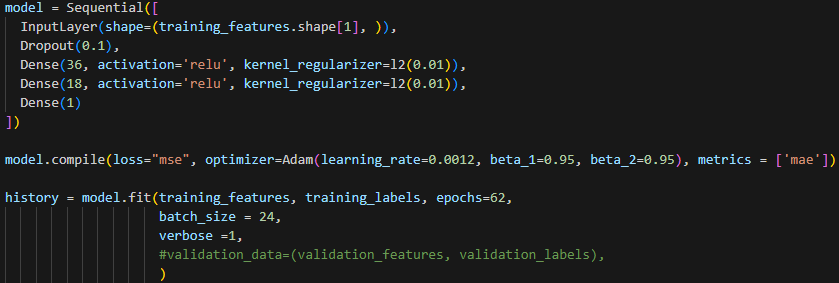 model = Sequential([
  InputLayer(shape=(training_features.shape[1], )),
  Dropout(0.1),
  Dense(36, activation='relu', kernel_regularizer=l2(0.01)),
  Dense(18, activation='relu', kernel_regularizer=l2(0.01)),
  Dense(1)
])

model.compile(loss="mse", optimizer=Adam(learning_rate=0.0012, beta_1=0.95, beta_2=0.95), metrics = ['mae'])

history = model.fit(training_features, training_labels, epochs=62,
                    batch_size = 24,
                    verbose =1,
                    #validation_data=(validation_features, validation_labels),
                    )